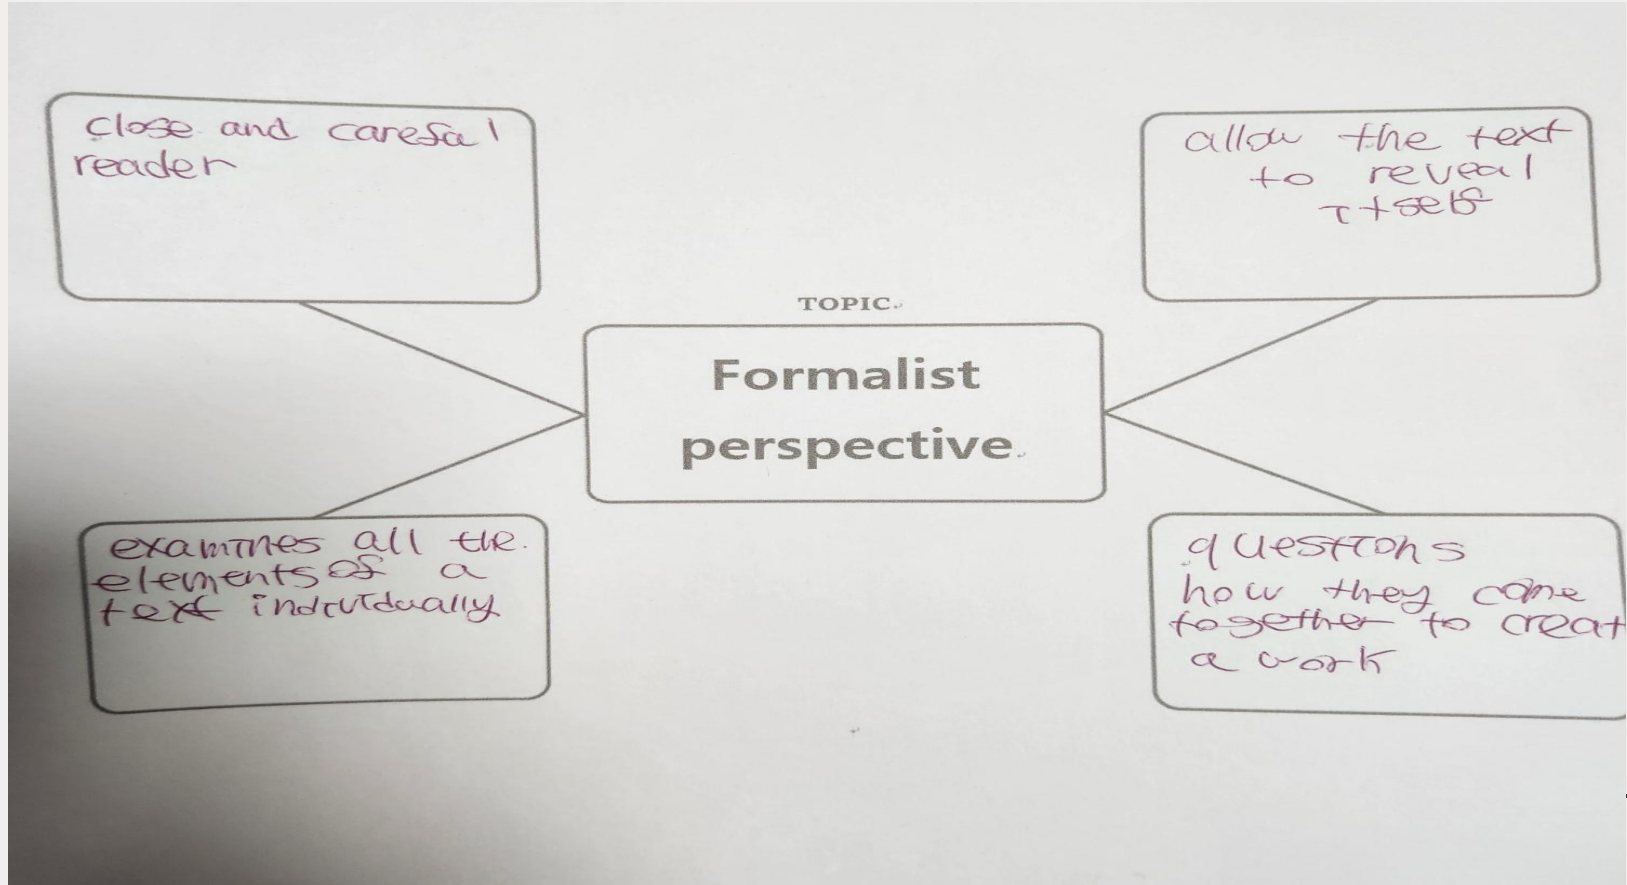 close and careful
reader
allow the text
to reveal
itself
TOPIC
Formalist
perspective
examines all the
elements of a
text individually
questions
how they come
together to creat
a work